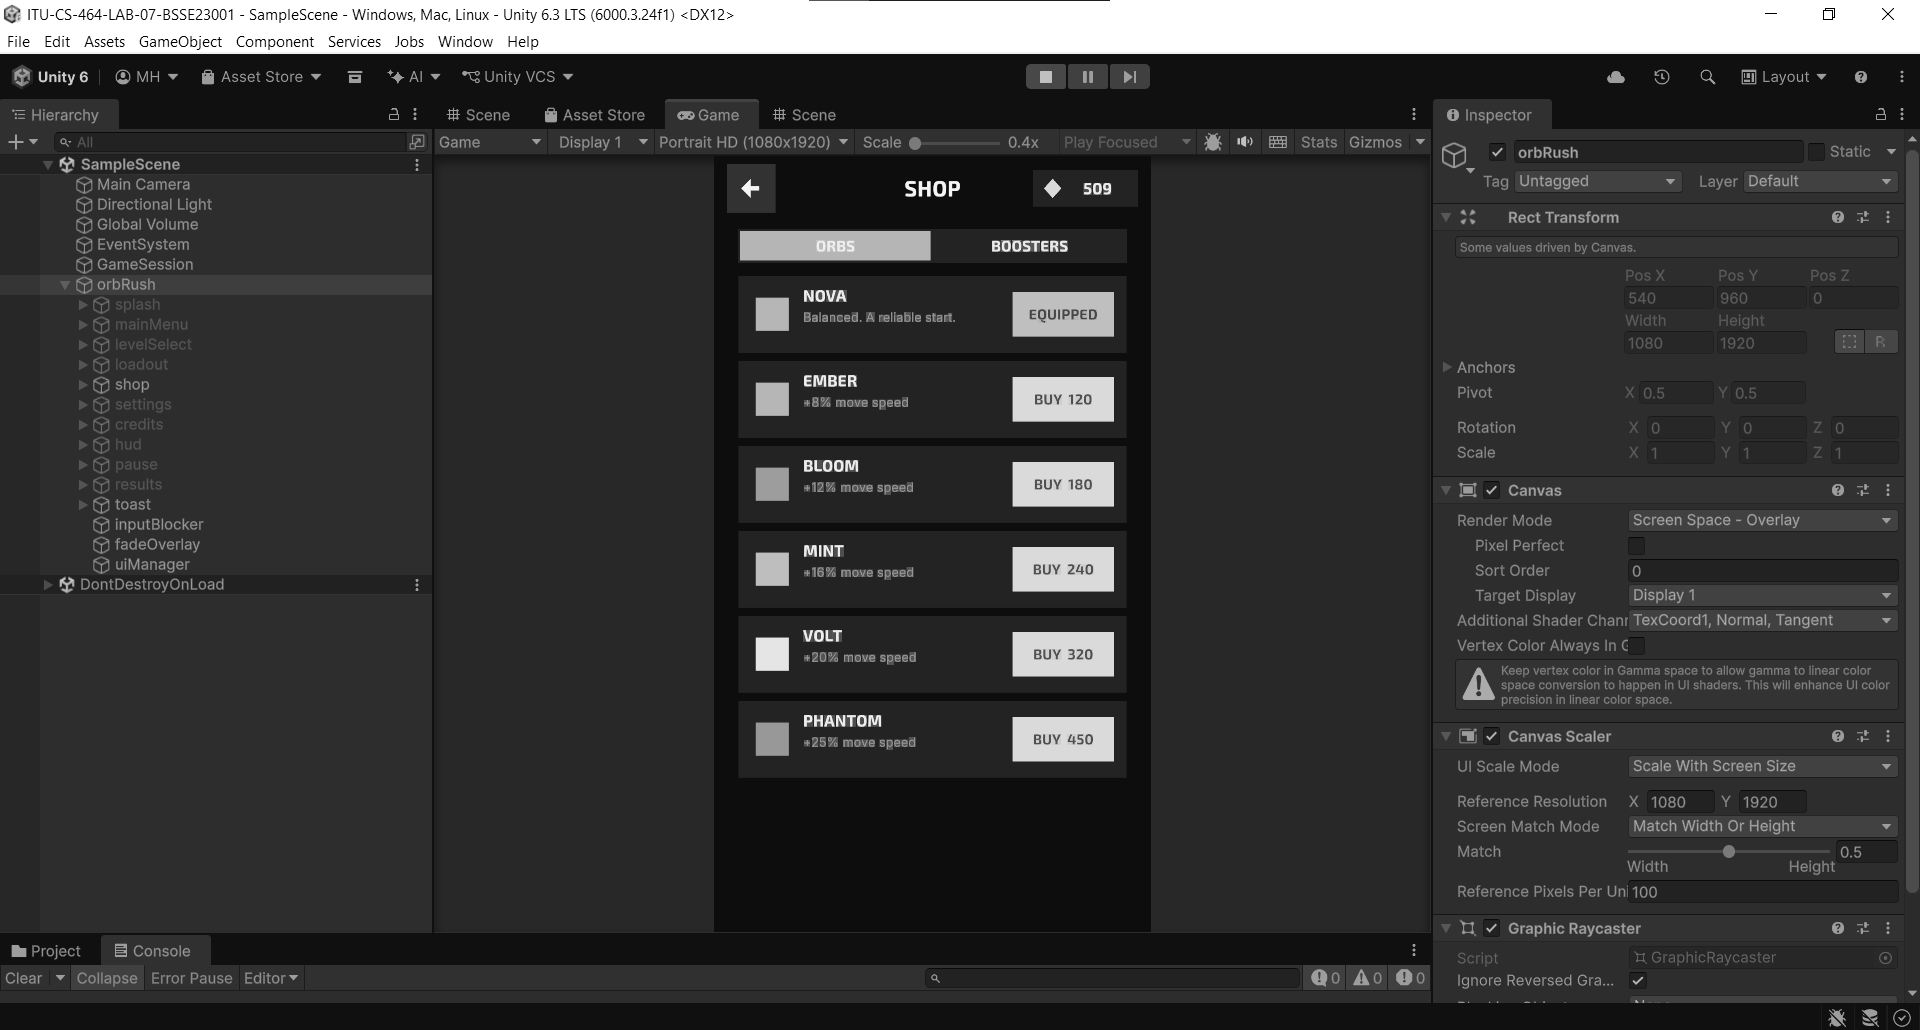 ITU-CS-464-LAB-07-BSSE23001 - SampleScene - Windows, Mac, Linux - Unity 6.3 LTS (6000.3.24f1) <DX12>
File Edit Assets GameObject Component Services Jobs Window Help
Unity 6 MH Asset Store AI Unity VCS Layout
Hierarchy
All
SampleScene
Main Camera
Directional Light
Global Volume
EventSystem
GameSession
orbRush
splash
mainMenu
levelSelect
loadout
shop
settings
credits
hud
pause
results
toast
inputBlocker
fadeOverlay
uiManager
DontDestroyOnLoad
Scene Asset Store Game Scene
Game Display 1 Portrait HD (1080x1920) Scale 0.4x Play Focused Stats Gizmos
SHOP 509
ORBS BOOSTERS
NOVA
Balanced. A reliable start.
EQUIPPED
EMBER
+8% move speed
BUY 120
BLOOM
+12% move speed
BUY 180
MINT
+16% move speed
BUY 240
VOLT
+20% move speed
BUY 320
PHANTOM
+25% move speed
BUY 450
Inspector
orbRush Static
Tag Untagged Layer Default
Rect Transform
Some values driven by Canvas.
Pos X Pos Y Pos Z
540 960 0
Width Height
1080 1920 R
Anchors
Pivot X 0.5 Y 0.5
Rotation X 0 Y 0 Z 0
Scale X 1 Y 1 Z 1
Canvas
Render Mode Screen Space - Overlay
Pixel Perfect
Sort Order 0
Target Display Display 1
Additional Shader Chann TexCoord1, Normal, Tangent
Vertex Color Always In G
Keep vertex color in Gamma space to allow gamma to linear color
space conversion to happen in UI shaders. This will enhance UI color
precision in linear color space.
Canvas Scaler
UI Scale Mode Scale With Screen Size
Reference Resolution X 1080 Y 1920
Screen Match Mode Match Width Or Height
Match 0.5
Width Height
Reference Pixels Per Uni 100
Graphic Raycaster
Script GraphicRaycaster
Ignore Reversed Gra...
Project Console
Clear Collapse Error Pause Editor 0 0 0